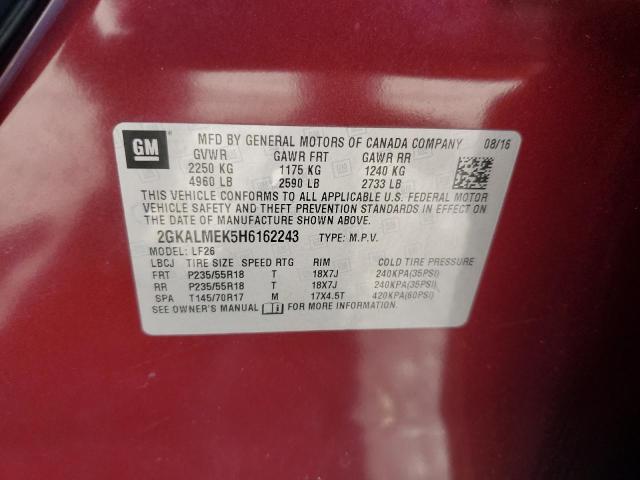 GM MFD BY GENERAL MOTORS OF CANADA COMPANY 08/16
GVWR GAWR FRT GAWR RR
2250 KG 1175 KG 1240 KG
4960 LB 2590 LB 2733 LB
THIS VEHICLE CONFORMS TO ALL APPLICABLE U.S. FEDERAL MOTOR
VEHICLE SAFETY AND THEFT PREVENTION STANDARDS IN EFFECT ON THE
DATE OF MANUFACTURE SHOWN ABOVE.
2GKALMEK5H6162243 TYPE: M.P.V.
MODEL: LF26
LBCJ TIRE SIZE SPEED RTG RIM COLD TIRE PRESSURE
FRT P235/55R18 T 18X7J 240KPA(35PSI)
RR P235/55R18 T 18X7J 240KPA(35PSI)
SPA T145/70R17 M 17X4.5T 420KPA(60PSI)
SEE OWNER'S MANUAL FOR MORE INFORMATION.